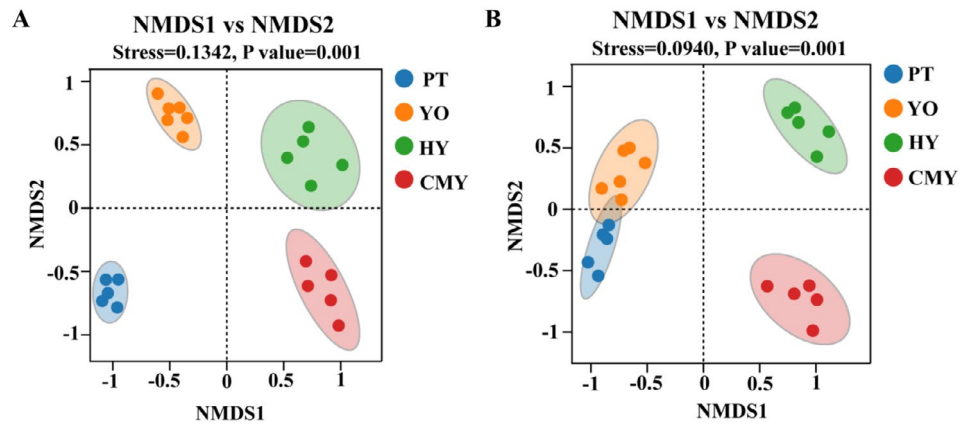 A
NMDS1 vs NMDS2
Stress=0.1342, P value=0.001
1
0.5
0
-0.5
-1
NMDS2
-1
-0.5
0
0.5
1
NMDS1
PT
YO
HY
CMY
B
NMDS1 vs NMDS2
Stress=0.0940, P value=0.001
1
0.5
0
-0.5
-1
NMDS2
-1
-0.5
0
0.5
1
NMDS1
PT
YO
HY
CMY